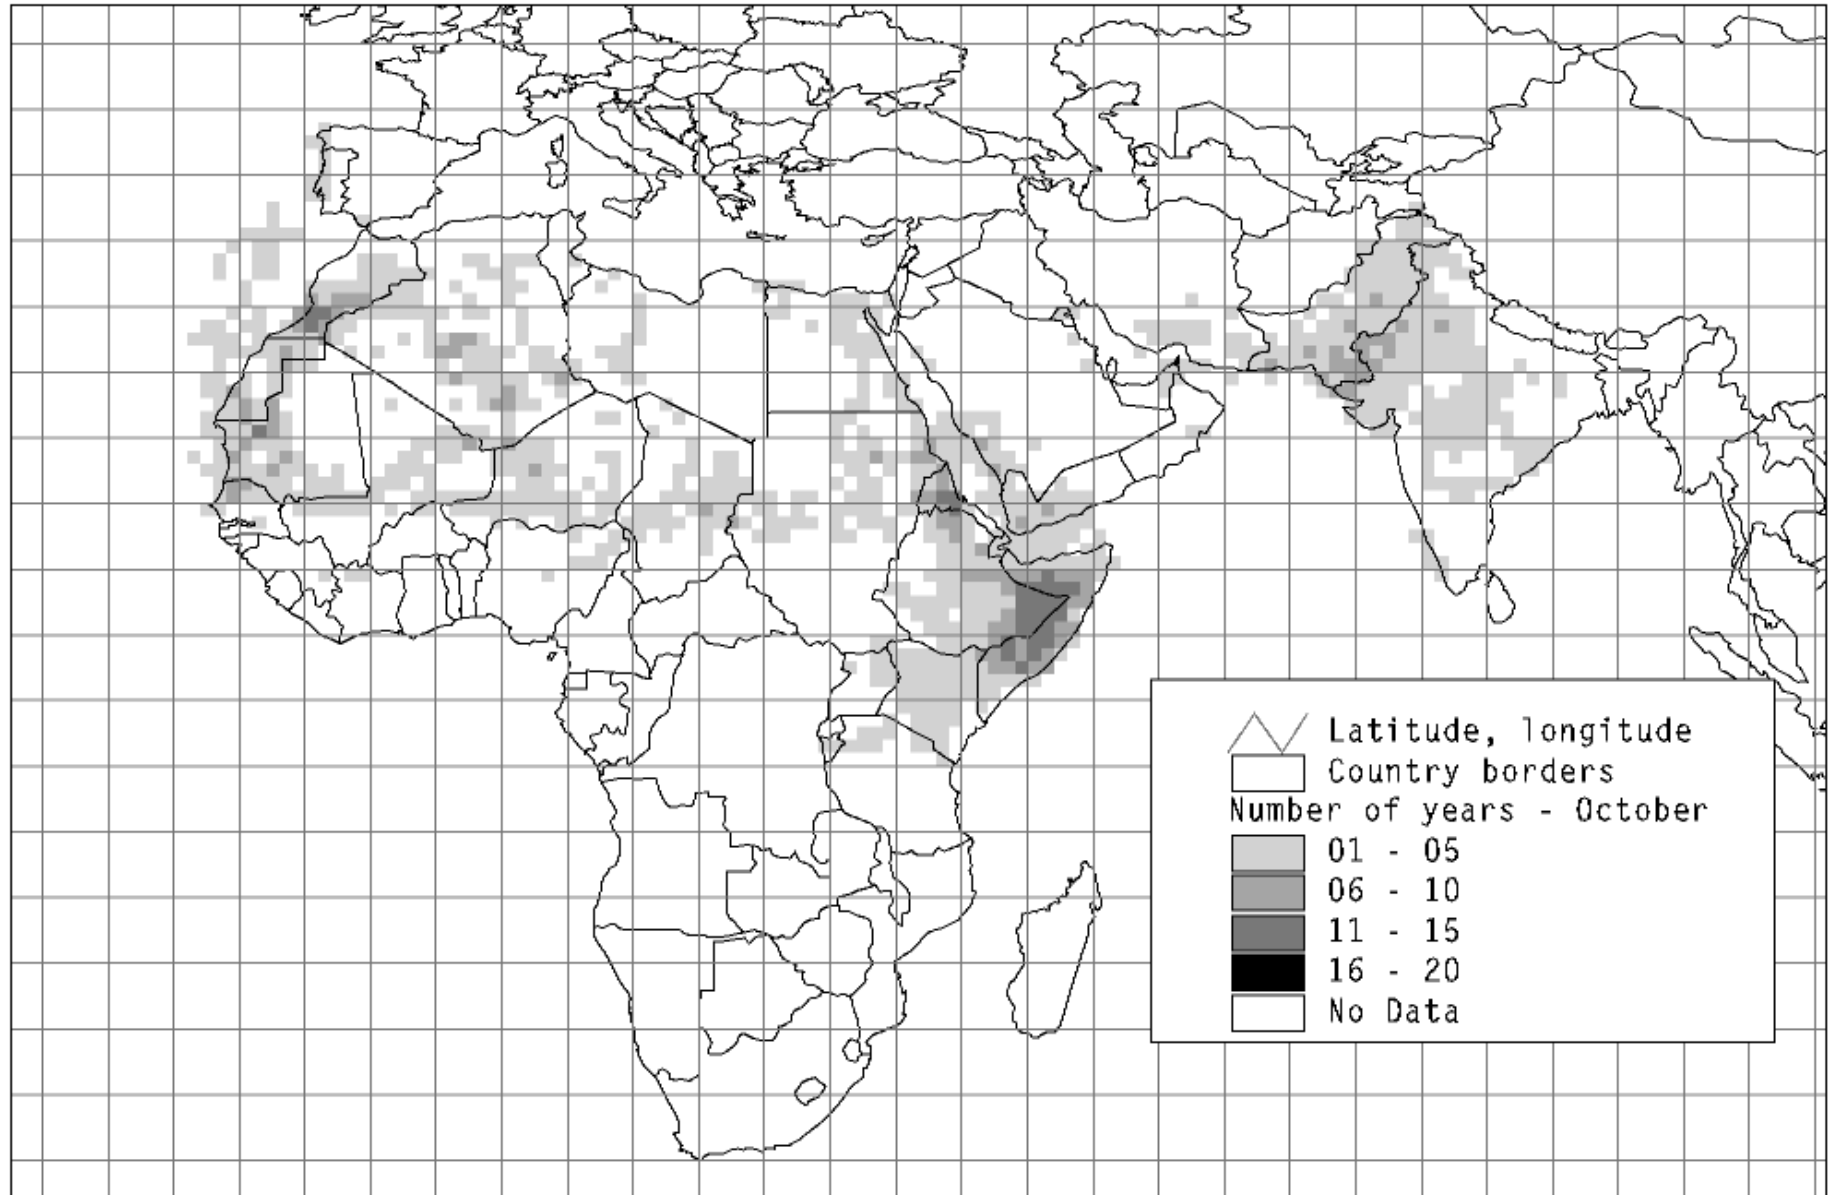 Latitude, longitude
Country borders
Number of years - October
01 - 05
06 - 10
11 - 15
16 - 20
No Data